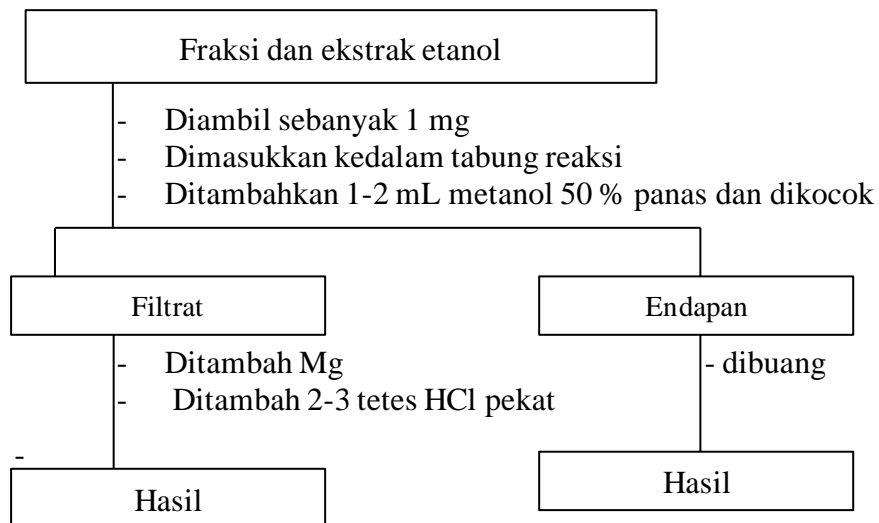 Fraksi dan ekstrak etanol
- Diambil sebanyak 1 mg
- Dimasukkan kedalam tabung reaksi
- Ditambahkan 1-2 mL metanol 50 % panas dan dikocok
Filtrat
Endapan
- Ditambah Mg
- Ditambah 2-3 tetes HCl pekat
- dibuang
-
Hasil
Hasil